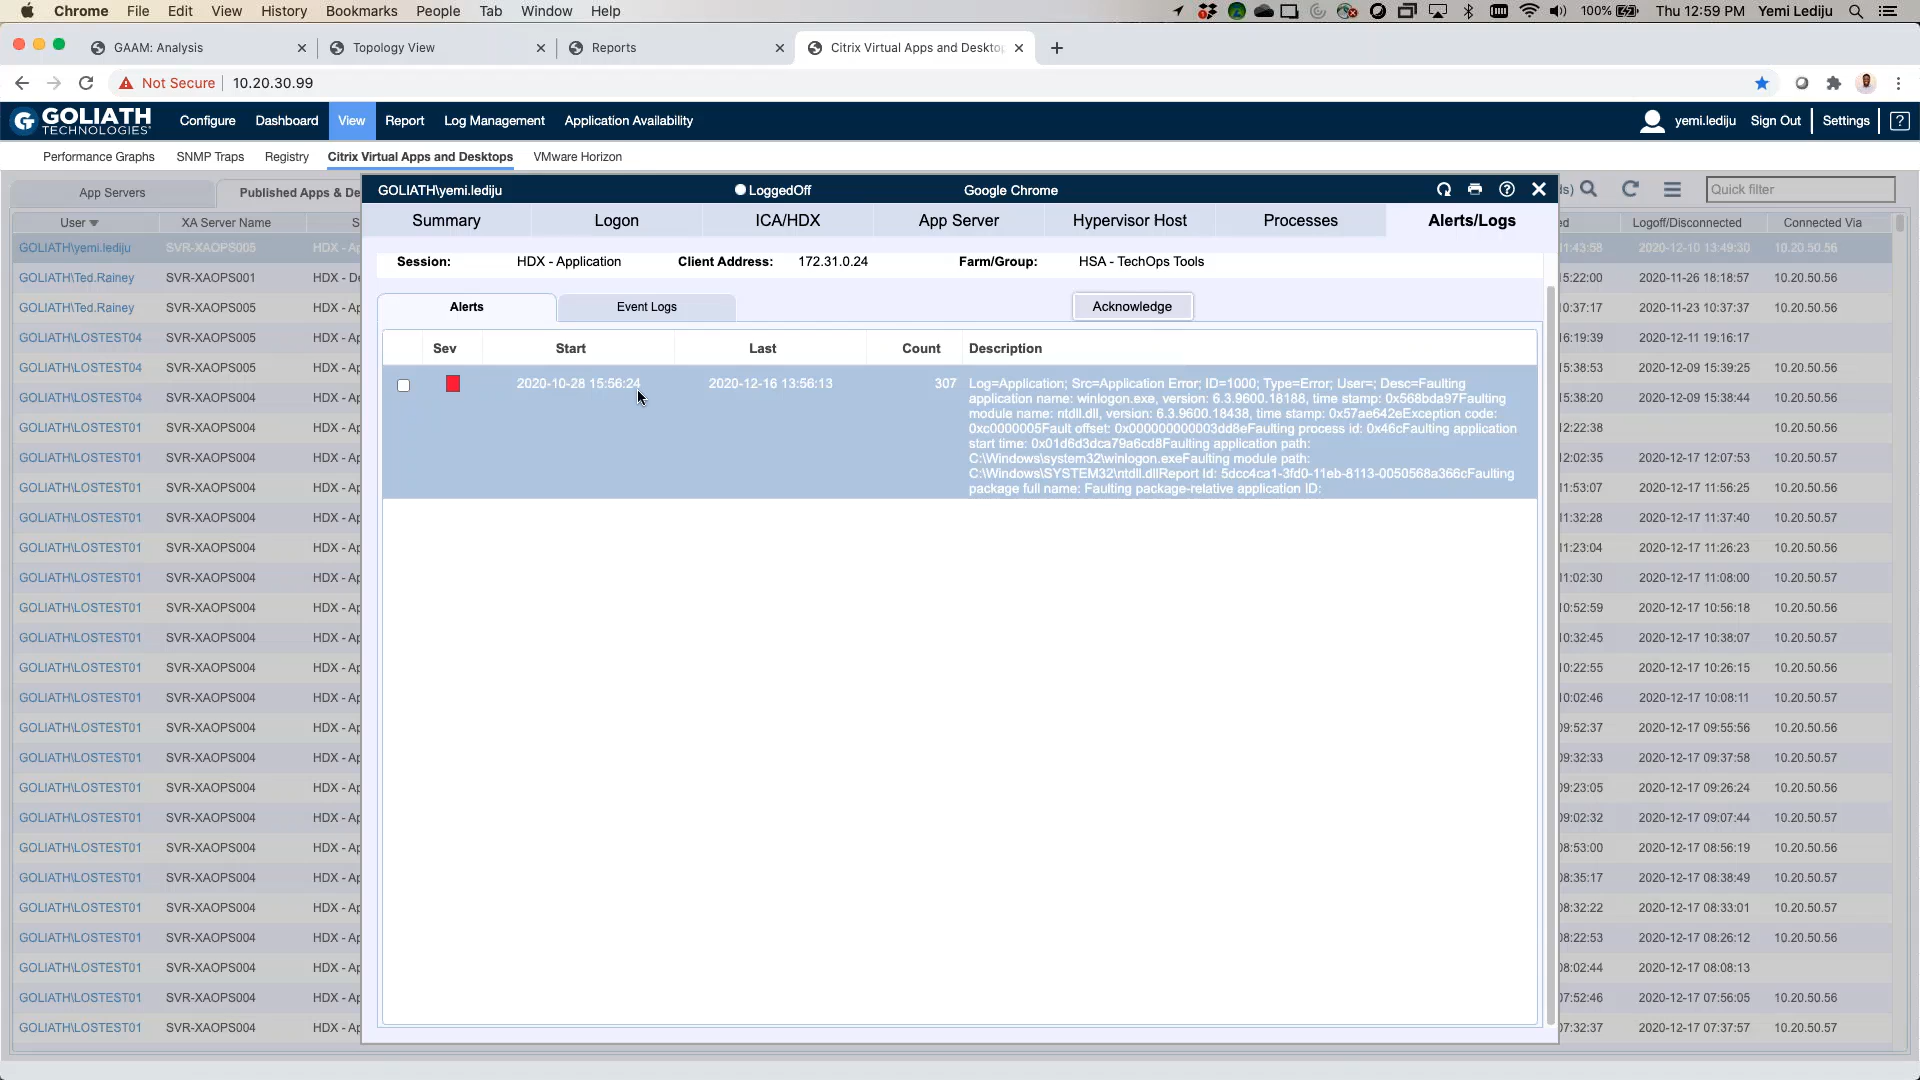 Chrome File Edit View History Bookmarks People Tab Window Help 100% Thu 12:59 PM Yemi Lediju
GAAM: Analysis Topology View Reports Citrix Virtual Apps and Deskto
Not Secure 10.20.30.99
GOLIATH TECHNOLOGIES Configure Dashboard View Report Log Management Application Availability yemi.lediju Sign Out Settings ?
Performance Graphs SNMP Traps Registry Citrix Virtual Apps and Desktops VMware Horizon
App Servers Published Apps & De Quick filter
GOLIATH\yemi.lediju LoggedOff Google Chrome
Summary Logon ICA/HDX App Server Hypervisor Host Processes Alerts/Logs
Session: HDX - Application Client Address: 172.31.0.24 Farm/Group: HSA - TechOps Tools
Alerts Event Logs Acknowledge
Sev Start Last Count Description
2020-10-28 15:56:24 2020-12-16 13:56:13 307 Log=Application; Src=Application Error; ID=1000; Type=Error; User=; Desc=Faulting
application name: winlogon.exe, version: 6.3.9600.18188, time stamp: 0x568bda97Faulting
module name: ntdll.dll, version: 6.3.9600.18438, time stamp: 0x57ae642eException code:
0xc0000005Fault offset: 0x000000000003dd8eFaulting process id: 0x46cFaulting application
start time: 0x01d6d3dca79a6cd8Faulting application path:
C:\Windows\system32\winlogon.exeFaulting module path:
C:\Windows\SYSTEM32\ntdll.dllReport Id: 5dcc4ca1-3fd0-11eb-8113-0050568a366cFaulting
package full name: Faulting package-relative application ID:
User XA Server Name S ed Logoff/Disconnected Connected Via
GOLIATH\yemi.lediju SVR-XAOPS005 HDX - Ap 11:43:58 2020-12-10 13:49:30 10.20.50.56
GOLIATH\Ted.Rainey SVR-XAOPS001 HDX - De 15:22:00 2020-11-26 18:18:57 10.20.50.56
GOLIATH\Ted.Rainey SVR-XAOPS005 HDX - Ap 10:37:17 2020-11-23 10:37:37 10.20.50.57
GOLIATH\LOSTEST04 SVR-XAOPS005 HDX - Ap 16:19:39 2020-12-11 19:16:17
GOLIATH\LOSTEST04 SVR-XAOPS005 HDX - Ap 15:38:53 2020-12-09 15:39:25 10.20.50.56
GOLIATH\LOSTEST04 SVR-XAOPS004 HDX - Ap 15:38:20 2020-12-09 15:38:44 10.20.50.56
GOLIATH\LOSTEST01 SVR-XAOPS004 HDX - Ap 12:22:38 10.20.50.56
GOLIATH\LOSTEST01 SVR-XAOPS004 HDX - Ap 12:02:35 2020-12-17 12:07:53 10.20.50.57
GOLIATH\LOSTEST01 SVR-XAOPS004 HDX - Ap 11:53:07 2020-12-17 11:56:25 10.20.50.56
GOLIATH\LOSTEST01 SVR-XAOPS004 HDX - Ap 11:32:28 2020-12-17 11:37:40 10.20.50.56
GOLIATH\LOSTEST01 SVR-XAOPS004 HDX - Ap 11:23:04 2020-12-17 11:26:23 10.20.50.56
GOLIATH\LOSTEST01 SVR-XAOPS004 HDX - Ap 11:02:30 2020-12-17 11:08:00 10.20.50.57
GOLIATH\LOSTEST01 SVR-XAOPS004 HDX - Ap 10:52:59 2020-12-17 10:56:18 10.20.50.56
GOLIATH\LOSTEST01 SVR-XAOPS004 HDX - Ap 10:32:45 2020-12-17 10:38:07 10.20.50.57
GOLIATH\LOSTEST01 SVR-XAOPS004 HDX - Ap 10:22:55 2020-12-17 10:26:15 10.20.50.56
GOLIATH\LOSTEST01 SVR-XAOPS004 HDX - Ap 10:02:46 2020-12-17 10:08:11 10.20.50.57
GOLIATH\LOSTEST01 SVR-XAOPS004 HDX - Ap 09:52:37 2020-12-17 09:55:56 10.20.50.56
GOLIATH\LOSTEST01 SVR-XAOPS004 HDX - Ap 09:32:33 2020-12-17 09:37:58 10.20.50.57
GOLIATH\LOSTEST01 SVR-XAOPS004 HDX - Ap 09:23:05 2020-12-17 09:26:24 10.20.50.56
GOLIATH\LOSTEST01 SVR-XAOPS004 HDX - Ap 09:02:32 2020-12-17 09:07:44 10.20.50.56
GOLIATH\LOSTEST01 SVR-XAOPS004 HDX - Ap 08:53:00 2020-12-17 08:56:19 10.20.50.56
GOLIATH\LOSTEST01 SVR-XAOPS004 HDX - Ap 08:35:17 2020-12-17 08:38:49 10.20.50.57
GOLIATH\LOSTEST01 SVR-XAOPS004 HDX - Ap 08:32:22 2020-12-17 08:33:01 10.20.50.57
GOLIATH\LOSTEST01 SVR-XAOPS004 HDX - Ap 08:22:53 2020-12-17 08:26:12 10.20.50.56
GOLIATH\LOSTEST01 SVR-XAOPS004 HDX - Ap 08:02:44 2020-12-17 08:08:13
GOLIATH\LOSTEST01 SVR-XAOPS004 HDX - Ap 07:52:46 2020-12-17 07:56:05 10.20.50.56
GOLIATH\LOSTEST01 SVR-XAOPS004 HDX - Ap 07:32:37 2020-12-17 07:37:57 10.20.50.57